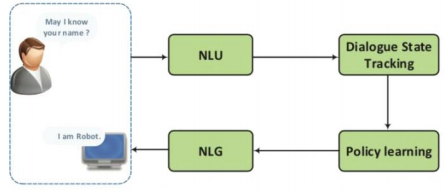 May I know
your name ?
NLU
Dialogue State
Tracking
I am Robot.
NLG
Policy learning